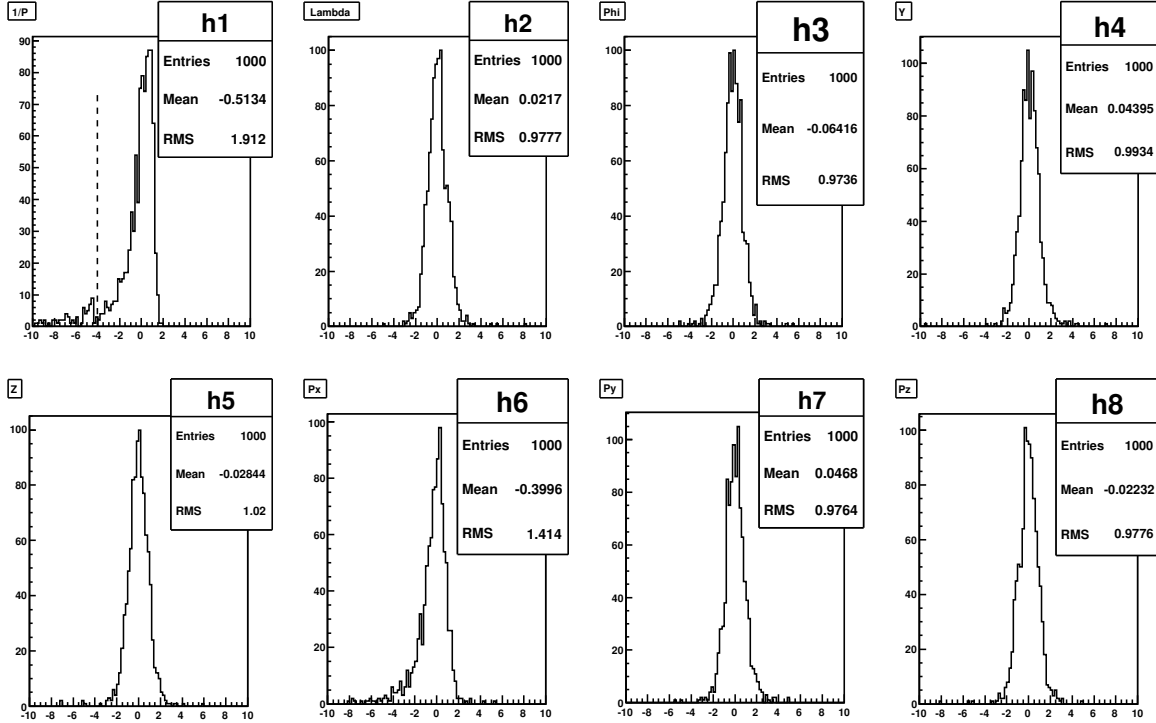 1/P
h1
Entries 1000
Mean -0.5134
RMS 1.912
90
80
70
60
50
40
30
20
10
0
-10 -8 -6 -4 -2 0 2 4 6 8 10
Lambda
h2
Entries 1000
Mean 0.0217
RMS 0.9777
100
80
60
40
20
0
-10 -8 -6 -4 -2 0 2 4 6 8 10
Phi
h3
Entries 1000
Mean -0.06416
RMS 0.9736
100
80
60
40
20
0
-10 -8 -6 -4 -2 0 2 4 6 8 10
Y
h4
Entries 1000
Mean 0.04395
RMS 0.9934
100
80
60
40
20
0
-10 -8 -6 -4 -2 0 2 4 6 8 10
Z
h5
Entries 1000
Mean -0.02844
RMS 1.02
100
80
60
40
20
0
-10 -8 -6 -4 -2 0 2 4 6 8 10
Px
h6
Entries 1000
Mean -0.3996
RMS 1.414
100
80
60
40
20
0
-10 -8 -6 -4 -2 0 2 4 6 8 10
Py
h7
Entries 1000
Mean 0.0468
RMS 0.9764
100
80
60
40
20
0
-10 -8 -6 -4 -2 0 2 4 6 8 10
Pz
h8
Entries 1000
Mean -0.02232
RMS 0.9776
100
80
60
40
20
0
-10 -8 -6 -4 -2 0 2 4 6 8 10